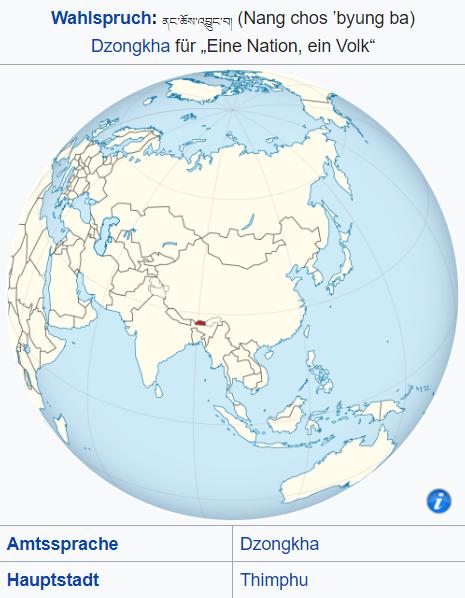 Wahlspruch: ནང་ཆོས་འབྱུང་བ། (Nang chos ’byung ba)
Dzongkha für „Eine Nation, ein Volk“
i
Amtssprache Dzongkha
Hauptstadt Thimphu